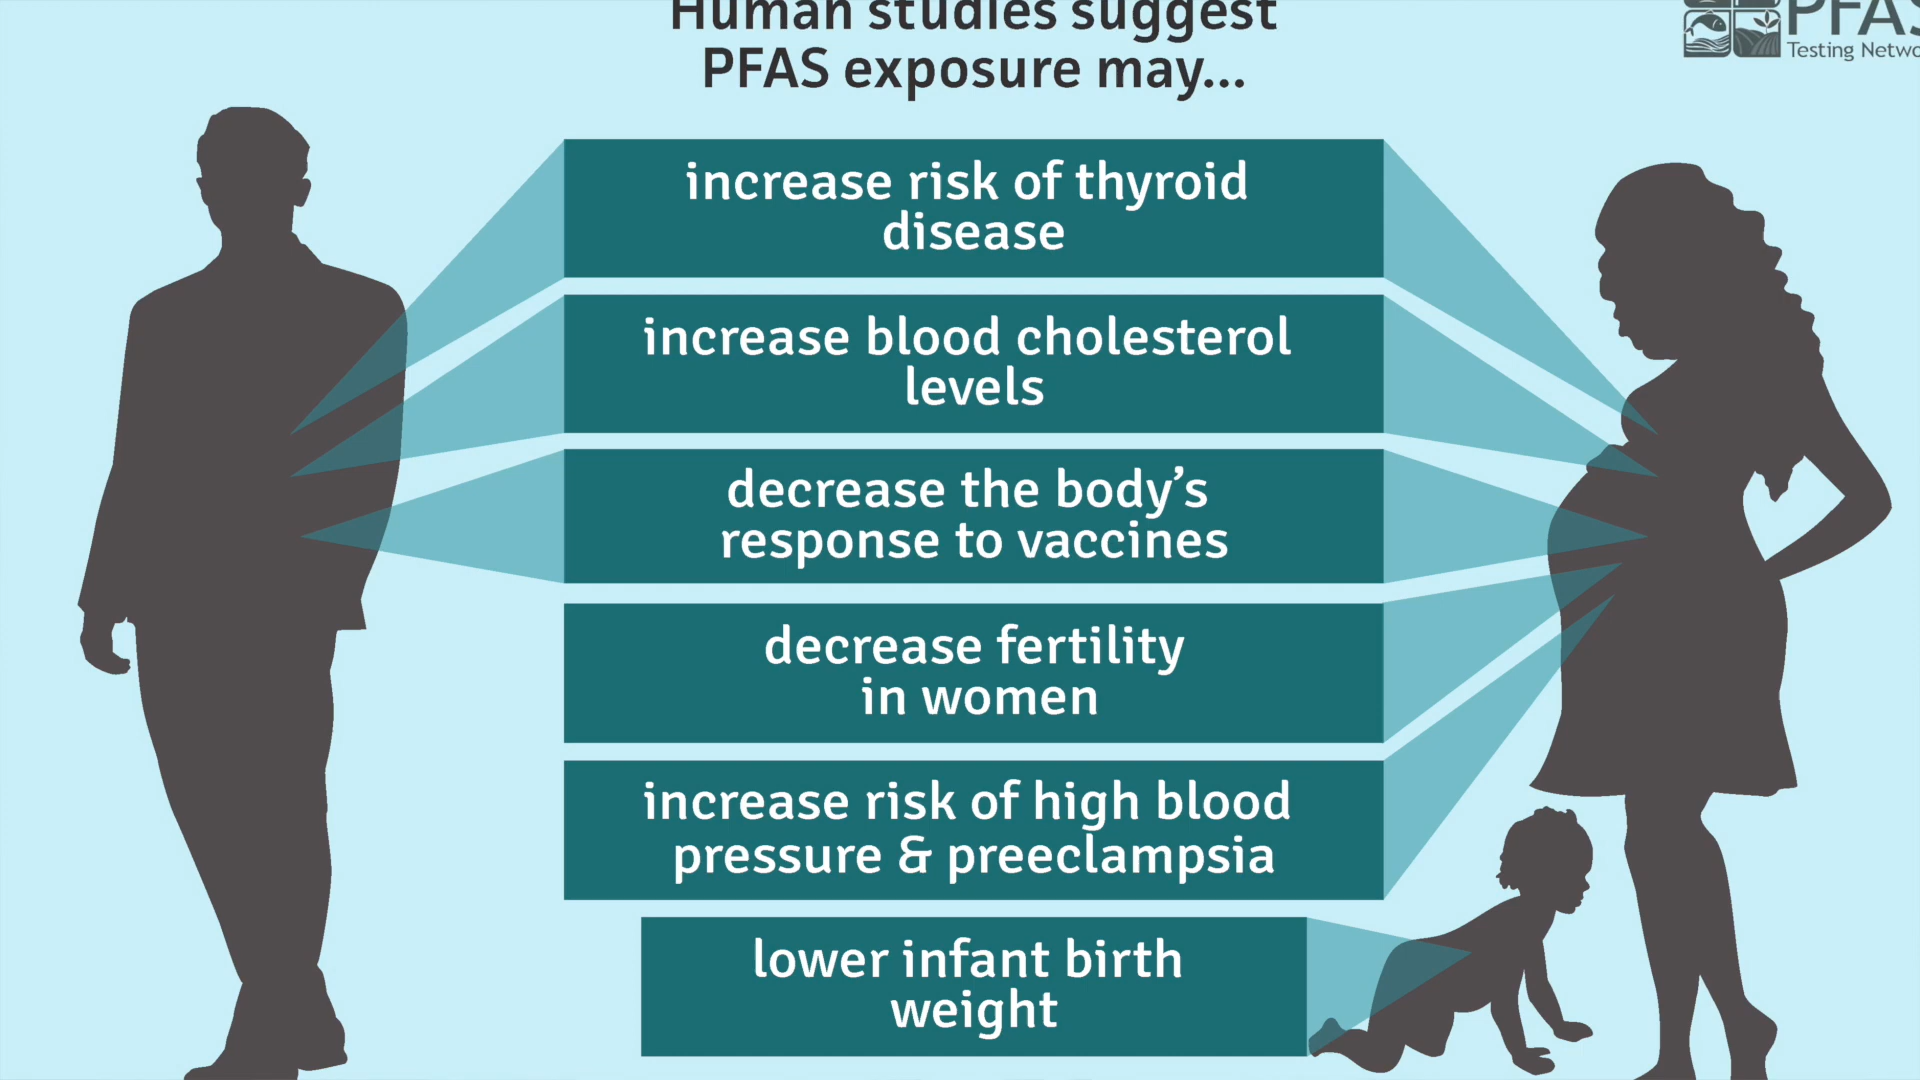 Human studies suggest
PFAS exposure may...
increase risk of thyroid
disease
increase blood cholesterol
levels
decrease the body’s
response to vaccines
decrease fertility
in women
increase risk of high blood
pressure & preeclampsia
lower infant birth
weight
PFAS
Testing